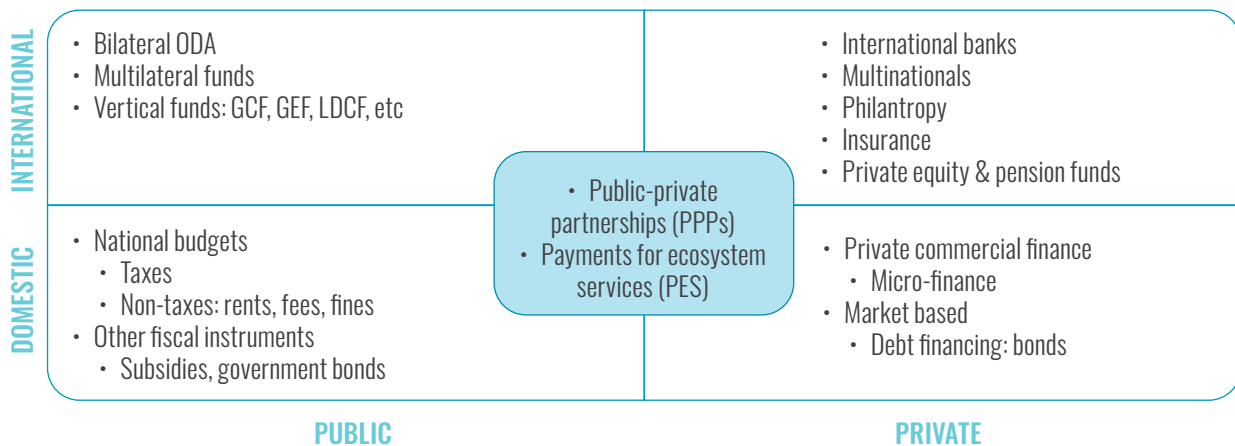 INTERNATIONAL
• Bilateral ODA
• Multilateral funds
• Vertical funds: GCF, GEF, LDCF, etc
• International banks
• Multinationals
• Philantropy
• Insurance
• Private equity & pension funds
• Public-private
partnerships (PPPs)
• Payments for ecosystem
services (PES)
DOMESTIC
• National budgets
• Taxes
• Non-taxes: rents, fees, fines
• Other fiscal instruments
• Subsidies, government bonds
• Private commercial finance
• Micro-finance
• Market based
• Debt financing: bonds
PUBLIC
PRIVATE